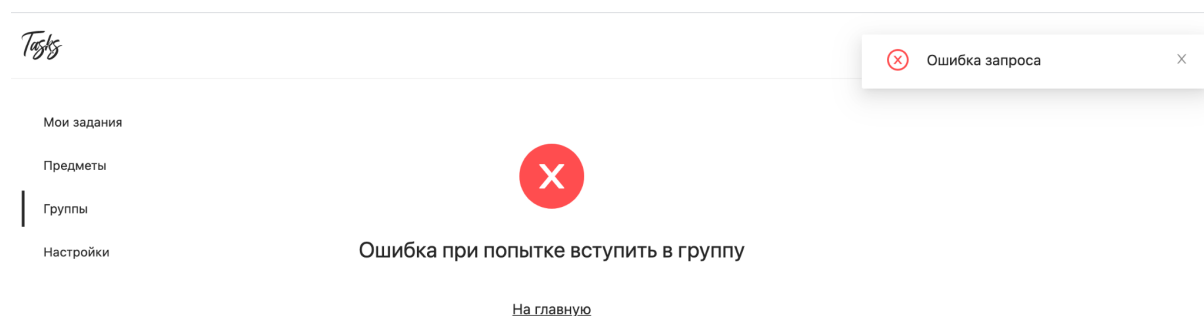 Tasks
Ошибка запроса
Мои задания
Предметы
Группы
Настройки
Ошибка при попытке вступить в группу
На главную